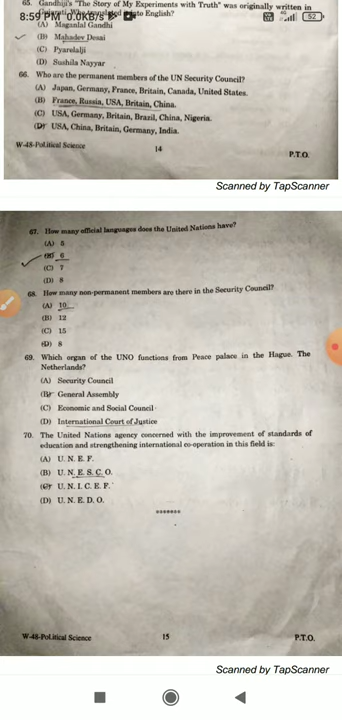 65. Gandhiji's "The Story of My Experiments with Truth" was originally written in
8:59 PM 0.0KB/s 4G 52
to English?
(A) Maganlal Gandhi
(B) Mahadev Desai
(C) Pyarelalji
(D) Sushila Nayyar
66. Who are the permanent members of the UN Security Council?
(A) Japan, Germany, France, Britain, Canada, United States.
(B) France, Russia, USA, Britain, China.
(C) USA, Germany, Britain, Brazil, China, Nigeria.
(D) USA, China, Britain, Germany, India.
W-48-Political Science
14
P.T.O.
Scanned by TapScanner
67. How many official languages does the United Nations have?
(A) 5
(B) 6
(C) 7
(D) 8
68. How many non-permanent members are there in the Security Council?
(A) 10
(B) 12
(C) 15
(D) 8
69. Which organ of the UNO functions from Peace palace in the Hague. The
Netherlands?
(A) Security Council
(B) General Assembly
(C) Economic and Social Council
(D) International Court of Justice
70. The United Nations agency concerned with the improvement of standards of
education and strengthening international co-operation in this field is:
(A) U. N. E. F.
(B) U. N. E. S. C. O.
(C) U. N. I. C. E. F.
(D) U. N. E. D. O.
*******
W-48-Political Science
15
P.T.O.
Scanned by TapScanner